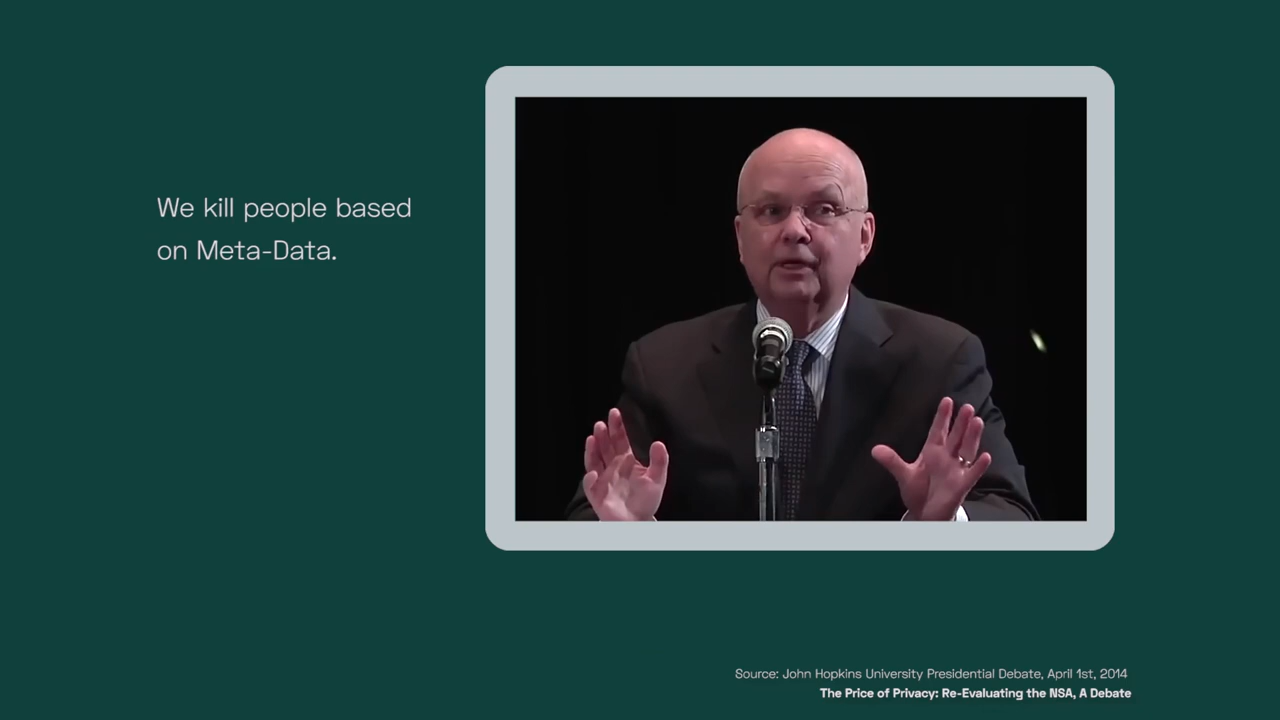 We kill people based
on Meta-Data.
Source: John Hopkins University Presidential Debate, April 1st, 2014
The Price of Privacy: Re-Evaluating the NSA, A Debate